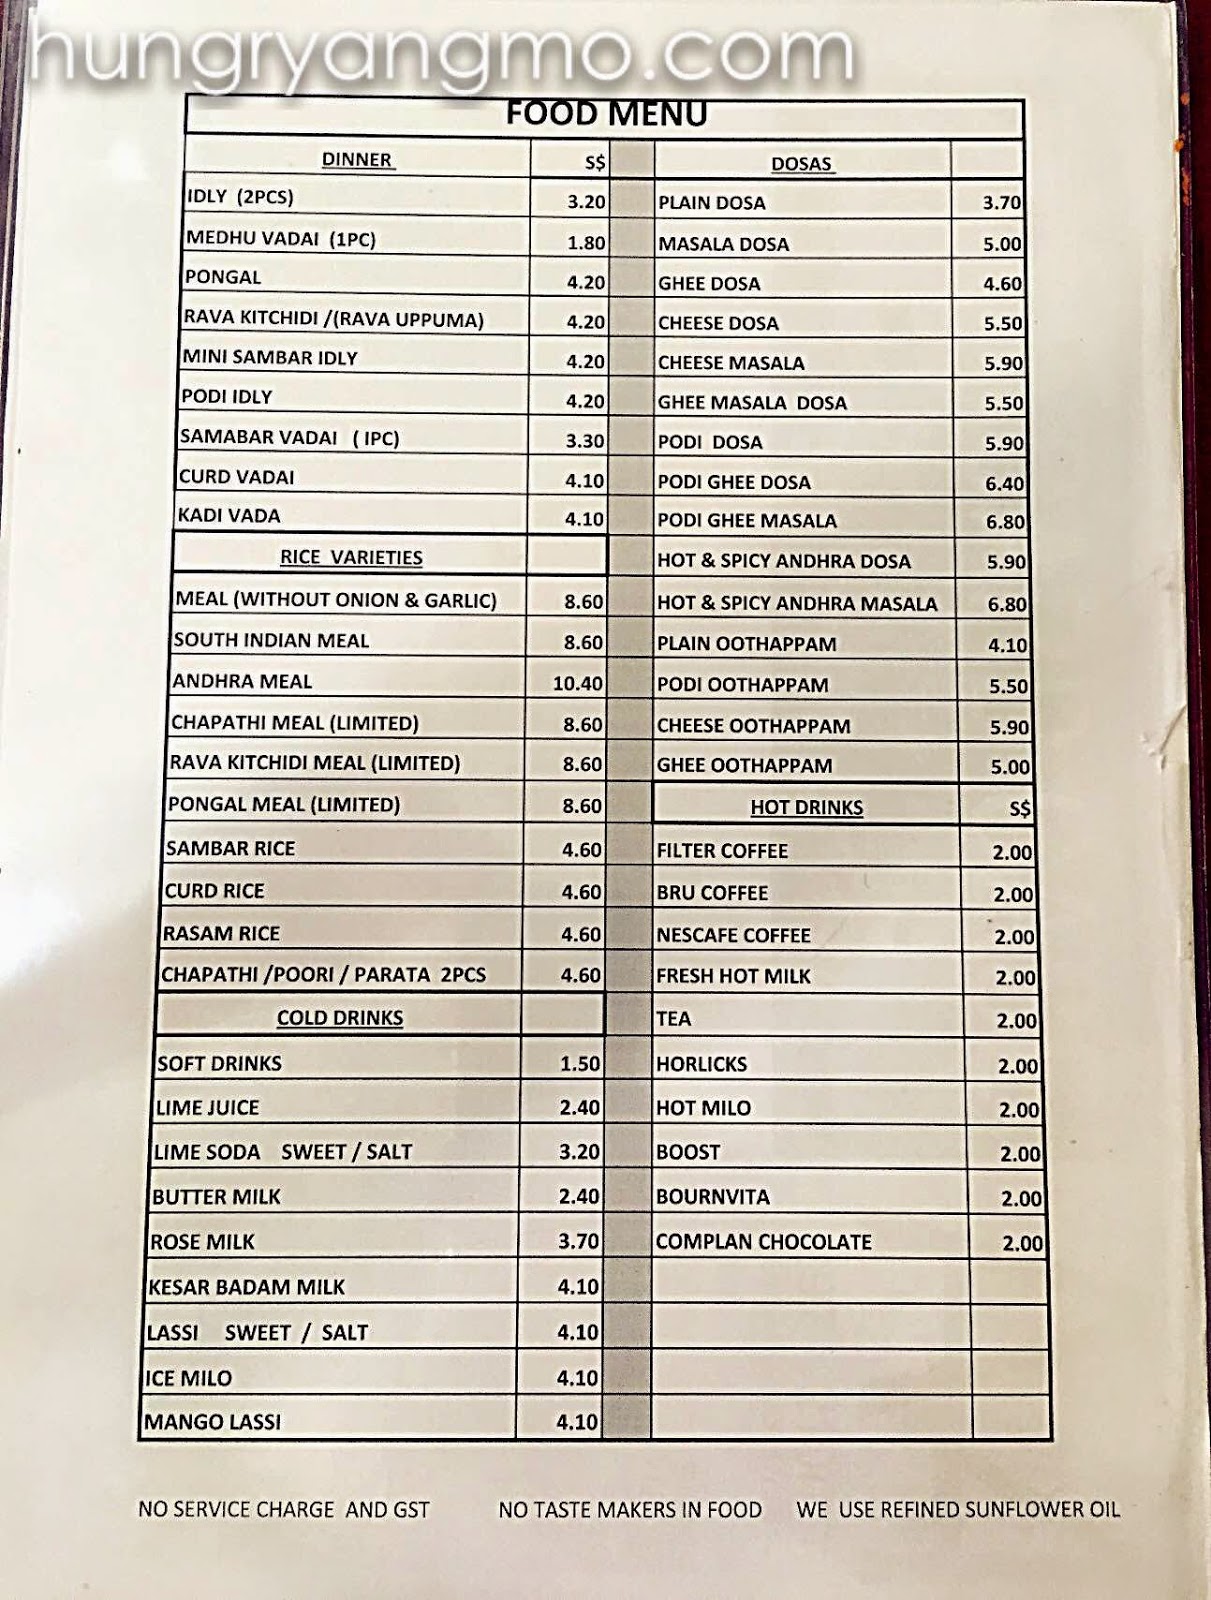 hungryangmo.com
FOOD MENU
DINNER S$
IDLY (2PCS) 3.20
MEDHU VADAI (1PC) 1.80
PONGAL 4.20
RAVA KITCHIDI /(RAVA UPPUMA) 4.20
MINI SAMBAR IDLY 4.20
PODI IDLY 4.20
SAMABAR VADAI ( IPC) 3.30
CURD VADAI 4.10
KADI VADA 4.10
RICE VARIETIES
MEAL (WITHOUT ONION & GARLIC) 8.60
SOUTH INDIAN MEAL 8.60
ANDHRA MEAL 10.40
CHAPATHI MEAL (LIMITED) 8.60
RAVA KITCHIDI MEAL (LIMITED) 8.60
PONGAL MEAL (LIMITED) 8.60
SAMBAR RICE 4.60
CURD RICE 4.60
RASAM RICE 4.60
CHAPATHI /POORI / PARATA 2PCS 4.60
COLD DRINKS
SOFT DRINKS 1.50
LIME JUICE 2.40
LIME SODA SWEET / SALT 3.20
BUTTER MILK 2.40
ROSE MILK 3.70
KESAR BADAM MILK 4.10
LASSI SWEET / SALT 4.10
ICE MILO 4.10
MANGO LASSI 4.10
DOSAS
PLAIN DOSA 3.70
MASALA DOSA 5.00
GHEE DOSA 4.60
CHEESE DOSA 5.50
CHEESE MASALA 5.90
GHEE MASALA DOSA 5.50
PODI DOSA 5.90
PODI GHEE DOSA 6.40
PODI GHEE MASALA 6.80
HOT & SPICY ANDHRA DOSA 5.90
HOT & SPICY ANDHRA MASALA 6.80
PLAIN OOTHAPPAM 4.10
PODI OOTHAPPAM 5.50
CHEESE OOTHAPPAM 5.90
GHEE OOTHAPPAM 5.00
HOT DRINKS S$
FILTER COFFEE 2.00
BRU COFFEE 2.00
NESCAFE COFFEE 2.00
FRESH HOT MILK 2.00
TEA 2.00
HORLICKS 2.00
HOT MILO 2.00
BOOST 2.00
BOURNVITA 2.00
COMPLAN CHOCOLATE 2.00
NO SERVICE CHARGE AND GST NO TASTE MAKERS IN FOOD WE USE REFINED SUNFLOWER OIL